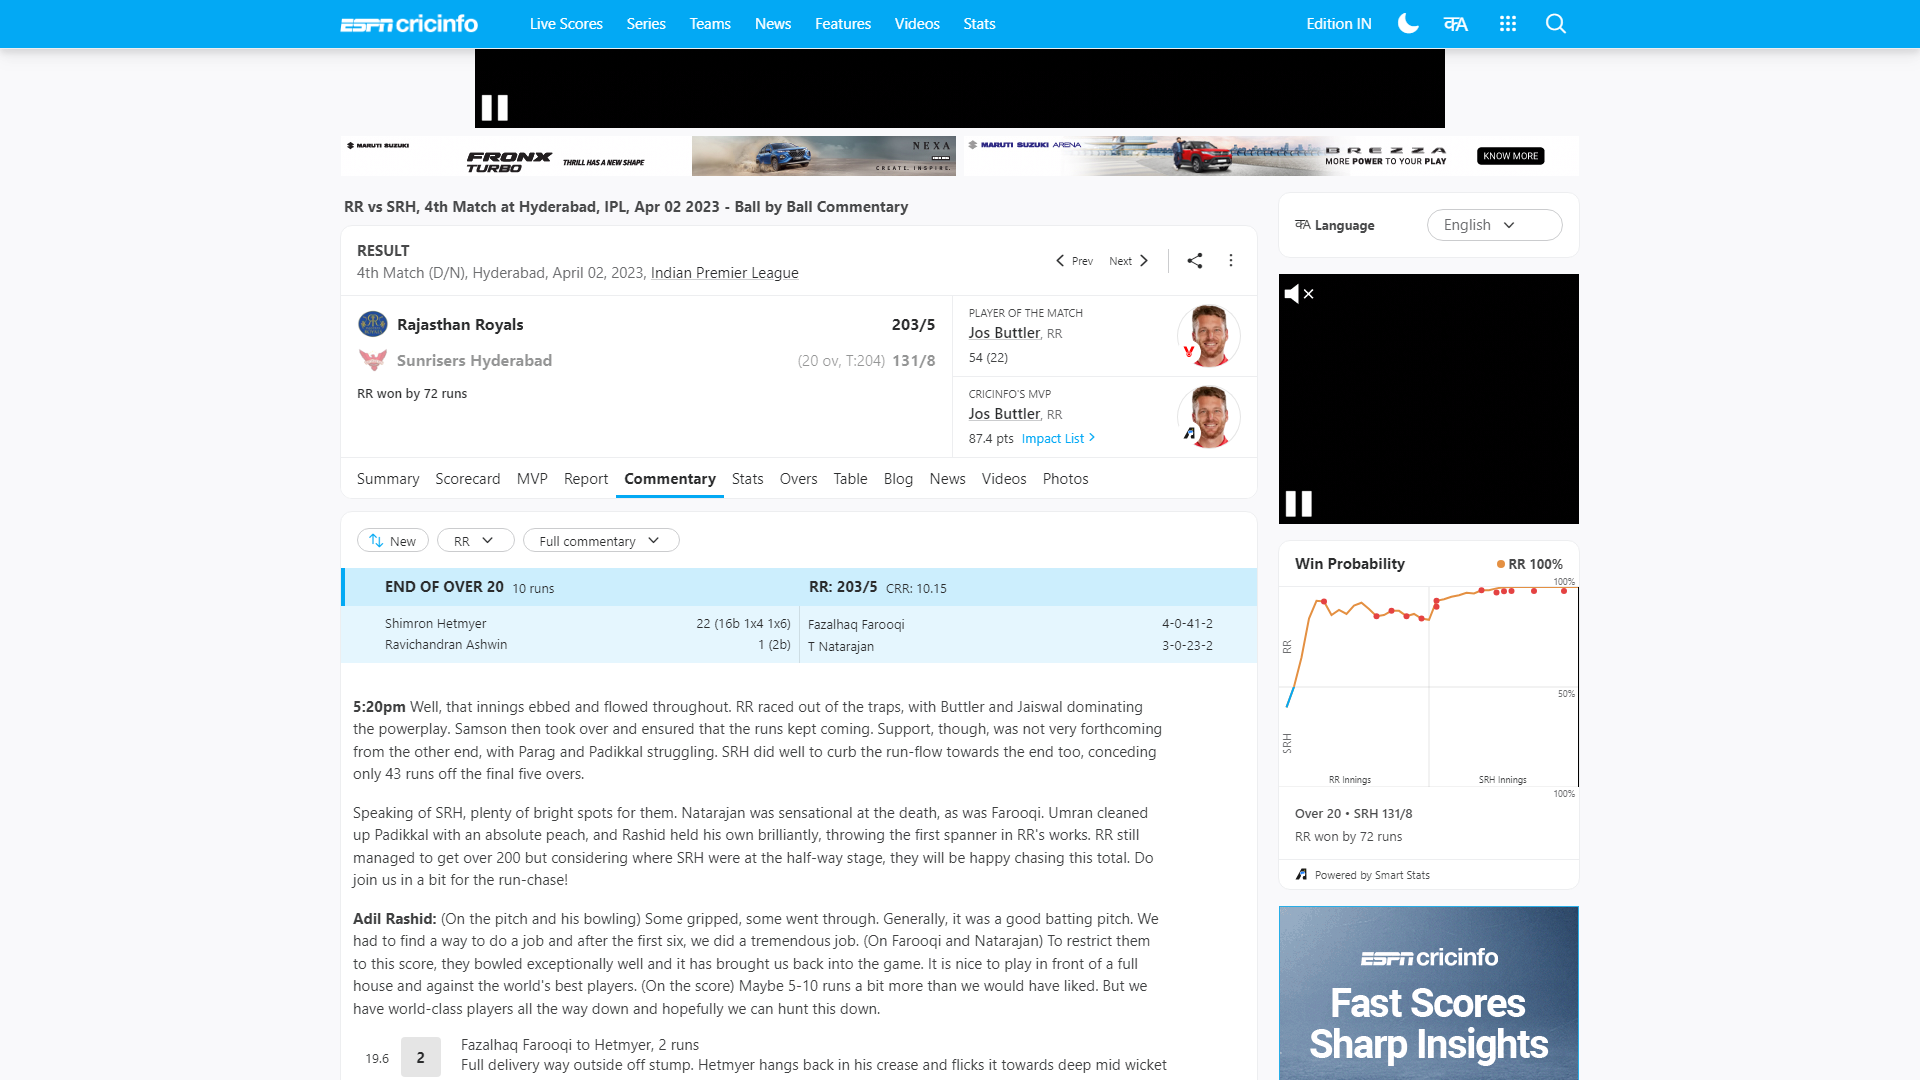 ESPN cricinfo Live Scores Series Teams News Features Videos Stats Edition IN
MARUTI SUZUKI FRONX TURBO THRILL HAS A NEW SHAPE NEXA CREATE. INSPIRE.
MARUTI SUZUKI ARENA BREZZA MORE POWER TO YOUR PLAY KNOW MORE
RR vs SRH, 4th Match at Hyderabad, IPL, Apr 02 2023 - Ball by Ball Commentary
RESULT
4th Match (D/N), Hyderabad, April 02, 2023, Indian Premier League
Prev Next
Rajasthan Royals 203/5
Sunrisers Hyderabad (20 ov, T:204) 131/8
RR won by 72 runs
PLAYER OF THE MATCH
Jos Buttler, RR
54 (22)
CRICINFO'S MVP
Jos Buttler, RR
87.4 pts Impact List
Summary Scorecard MVP Report Commentary Stats Overs Table Blog News Videos Photos
New RR Full commentary
END OF OVER 20 10 runs RR: 203/5 CRR: 10.15
Shimron Hetmyer 22 (16b 1x4 1x6) Fazalhaq Farooqi 4-0-41-2
Ravichandran Ashwin 1 (2b) T Natarajan 3-0-23-2
5:20pm Well, that innings ebbed and flowed throughout. RR raced out of the traps, with Buttler and Jaiswal dominating
the powerplay. Samson then took over and ensured that the runs kept coming. Support, though, was not very forthcoming
from the other end, with Parag and Padikkal struggling. SRH did well to curb the run-flow towards the end too, conceding
only 43 runs off the final five overs.
Speaking of SRH, plenty of bright spots for them. Natarajan was sensational at the death, as was Farooqi. Umran cleaned
up Padikkal with an absolute peach, and Rashid held his own brilliantly, throwing the first spanner in RR's works. RR still
managed to get over 200 but considering where SRH were at the half-way stage, they will be happy chasing this total. Do
join us in a bit for the run-chase!
Adil Rashid: (On the pitch and his bowling) Some gripped, some went through. Generally, it was a good batting pitch. We
had to find a way to do a job and after the first six, we did a tremendous job. (On Farooqi and Natarajan) To restrict them
to this score, they bowled exceptionally well and it has brought us back into the game. It is nice to play in front of a full
house and against the world's best players. (On the score) Maybe 5-10 runs a bit more than we would have liked. But we
have world-class players all the way down and hopefully we can hunt this down.
19.6 2 Fazalhaq Farooqi to Hetmyer, 2 runs
Full delivery way outside off stump. Hetmyer hangs back in his crease and flicks it towards deep mid wicket
Language English
Win Probability RR 100%
100%
RR
50%
SRH
RR Innings SRH Innings
100%
Over 20 • SRH 131/8
RR won by 72 runs
Powered by Smart Stats
ESPN cricinfo
Fast Scores
Sharp Insights